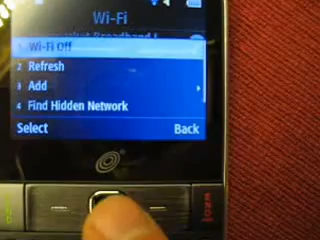 Wi-Fi
1 Wi-Fi Off
2 Refresh
3 Add
4 Find Hidden Network
Select Back